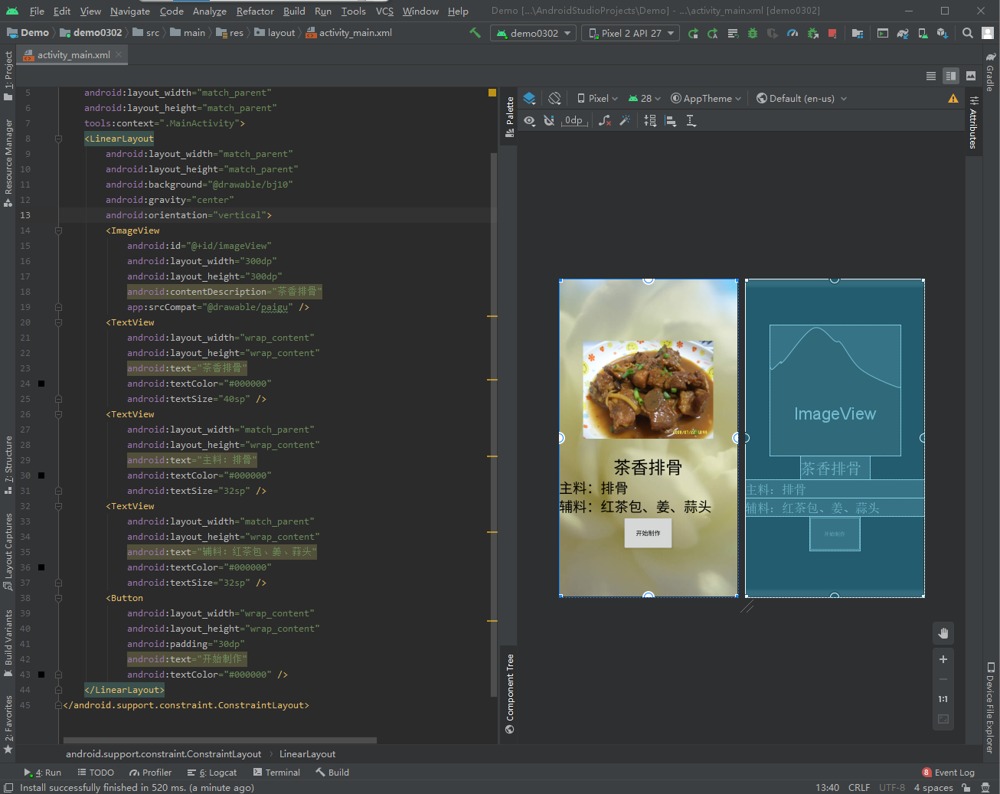 File Edit View Navigate Code Analyze Refactor Build Run Tools VCS Window Help Demo [...\AndroidStudioProjects\Demo] - ...\activity_main.xml [demo0302]
Demo demo0302 src main res layout activity_main.xml demo0302 Pixel 2 API 27
activity_main.xml
1: Project
Resource Manager
7: Structure
Layout Captures
Build Variants
2: Favorites
5 android:layout_width="match_parent"
6 android:layout_height="match_parent"
7 tools:context=".MainActivity">
8 <LinearLayout
9 android:layout_width="match_parent"
10 android:layout_height="match_parent"
11 android:background="@drawable/bj10"
12 android:gravity="center"
13 android:orientation="vertical">
14 <ImageView
15 android:id="@+id/imageView"
16 android:layout_width="300dp"
17 android:layout_height="300dp"
18 android:contentDescription="茶香排骨"
19 app:srcCompat="@drawable/paigu" />
20 <TextView
21 android:layout_width="wrap_content"
22 android:layout_height="wrap_content"
23 android:text="茶香排骨"
24 android:textColor="#000000"
25 android:textSize="40sp" />
26 <TextView
27 android:layout_width="match_parent"
28 android:layout_height="wrap_content"
29 android:text="主料：排骨"
30 android:textColor="#000000"
31 android:textSize="32sp" />
32 <TextView
33 android:layout_width="match_parent"
34 android:layout_height="wrap_content"
35 android:text="辅料：红茶包、姜、蒜头"
36 android:textColor="#000000"
37 android:textSize="32sp" />
38 <Button
39 android:layout_width="wrap_content"
40 android:layout_height="wrap_content"
41 android:padding="30dp"
42 android:text="开始制作"
43 android:textColor="#000000" />
44 </LinearLayout>
45 </android.support.constraint.ConstraintLayout>
Palette
Component Tree
Pixel 28 AppTheme Default (en-us)
0dp
茶香排骨
主料：排骨
辅料：红茶包、姜、蒜头
开始制作
ImageView
茶香排骨
主料：排骨
辅料：红茶包、姜、蒜头
开始制作
1:1
Gradle
Attributes
Device File Explorer
android.support.constraint.ConstraintLayout LinearLayout
4: Run TODO Profiler 6: Logcat Terminal Build 8 Event Log
Install successfully finished in 520 ms. (a minute ago) 13:40 CRLF UTF-8 4 spaces